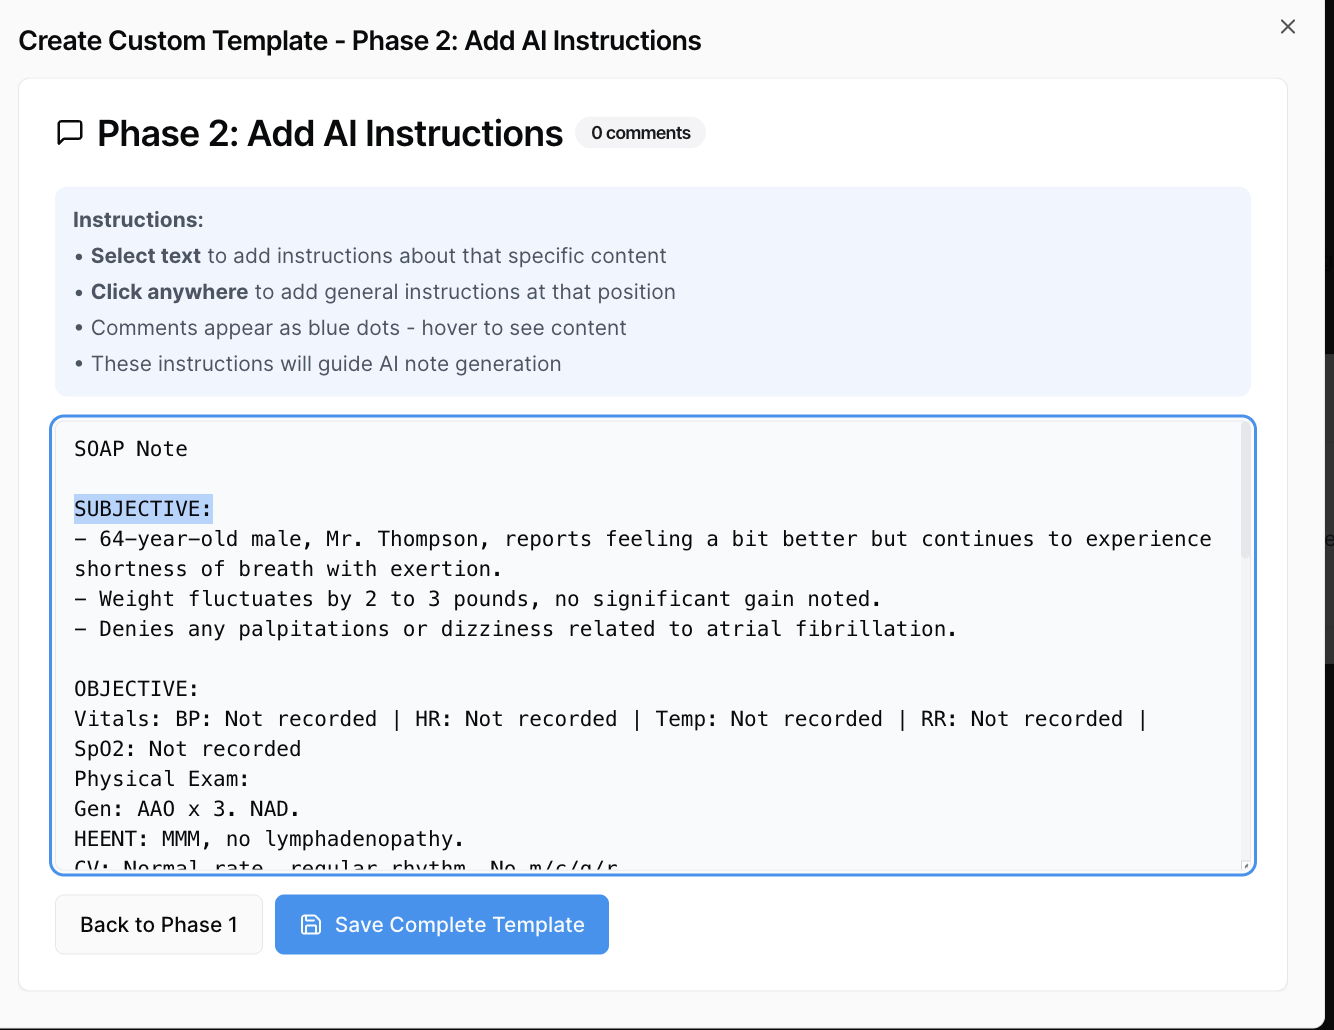 Create Custom Template - Phase 2: Add AI Instructions
Phase 2: Add AI Instructions
0 comments
Instructions:
• Select text to add instructions about that specific content
• Click anywhere to add general instructions at that position
• Comments appear as blue dots - hover to see content
• These instructions will guide AI note generation
SOAP Note
SUBJECTIVE:
– 64–year–old male, Mr. Thompson, reports feeling a bit better but continues to experience
shortness of breath with exertion.
– Weight fluctuates by 2 to 3 pounds, no significant gain noted.
– Denies any palpitations or dizziness related to atrial fibrillation.
OBJECTIVE:
Vitals: BP: Not recorded | HR: Not recorded | Temp: Not recorded | RR: Not recorded |
SpO2: Not recorded
Physical Exam:
Gen: AAO x 3. NAD.
HEENT: MMM, no lymphadenopathy.
CV: Normal rate, regular rhythm. No m/c/g/r
Back to Phase 1
Save Complete Template